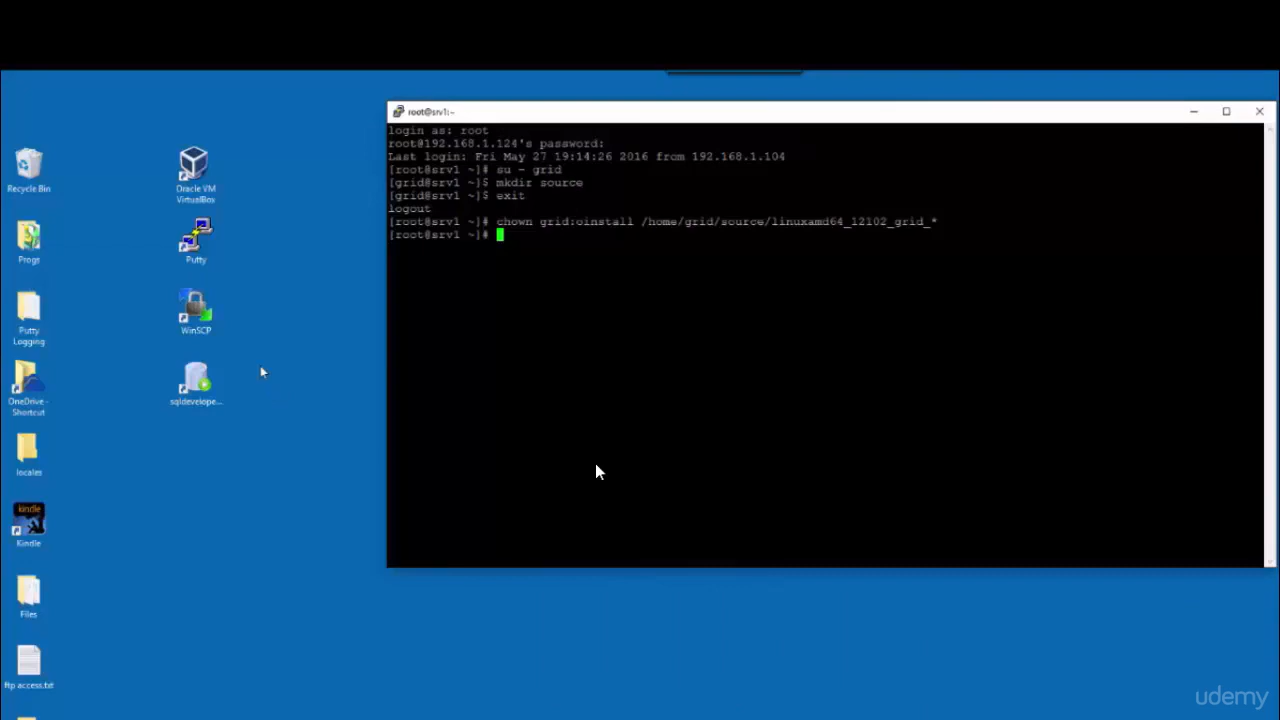 root@srv1:~
login as: root
root@192.168.1.124's password:
Last login: Fri May 27 19:14:26 2016 from 192.168.1.104
[root@srv1 ~]# su - grid
[grid@srv1 ~]$ mkdir source
[grid@srv1 ~]$ exit
logout
[root@srv1 ~]# chown grid:oinstall /home/grid/source/linuxamd64_12102_grid_*
[root@srv1 ~]#
Recycle Bin
Oracle VM
VirtualBox
Progs
Putty
Putty
Logging
WinSCP
OneDrive -
Shortcut
sqldevelope...
locales
kindle
Kindle
Files
ftp access.txt
udemy